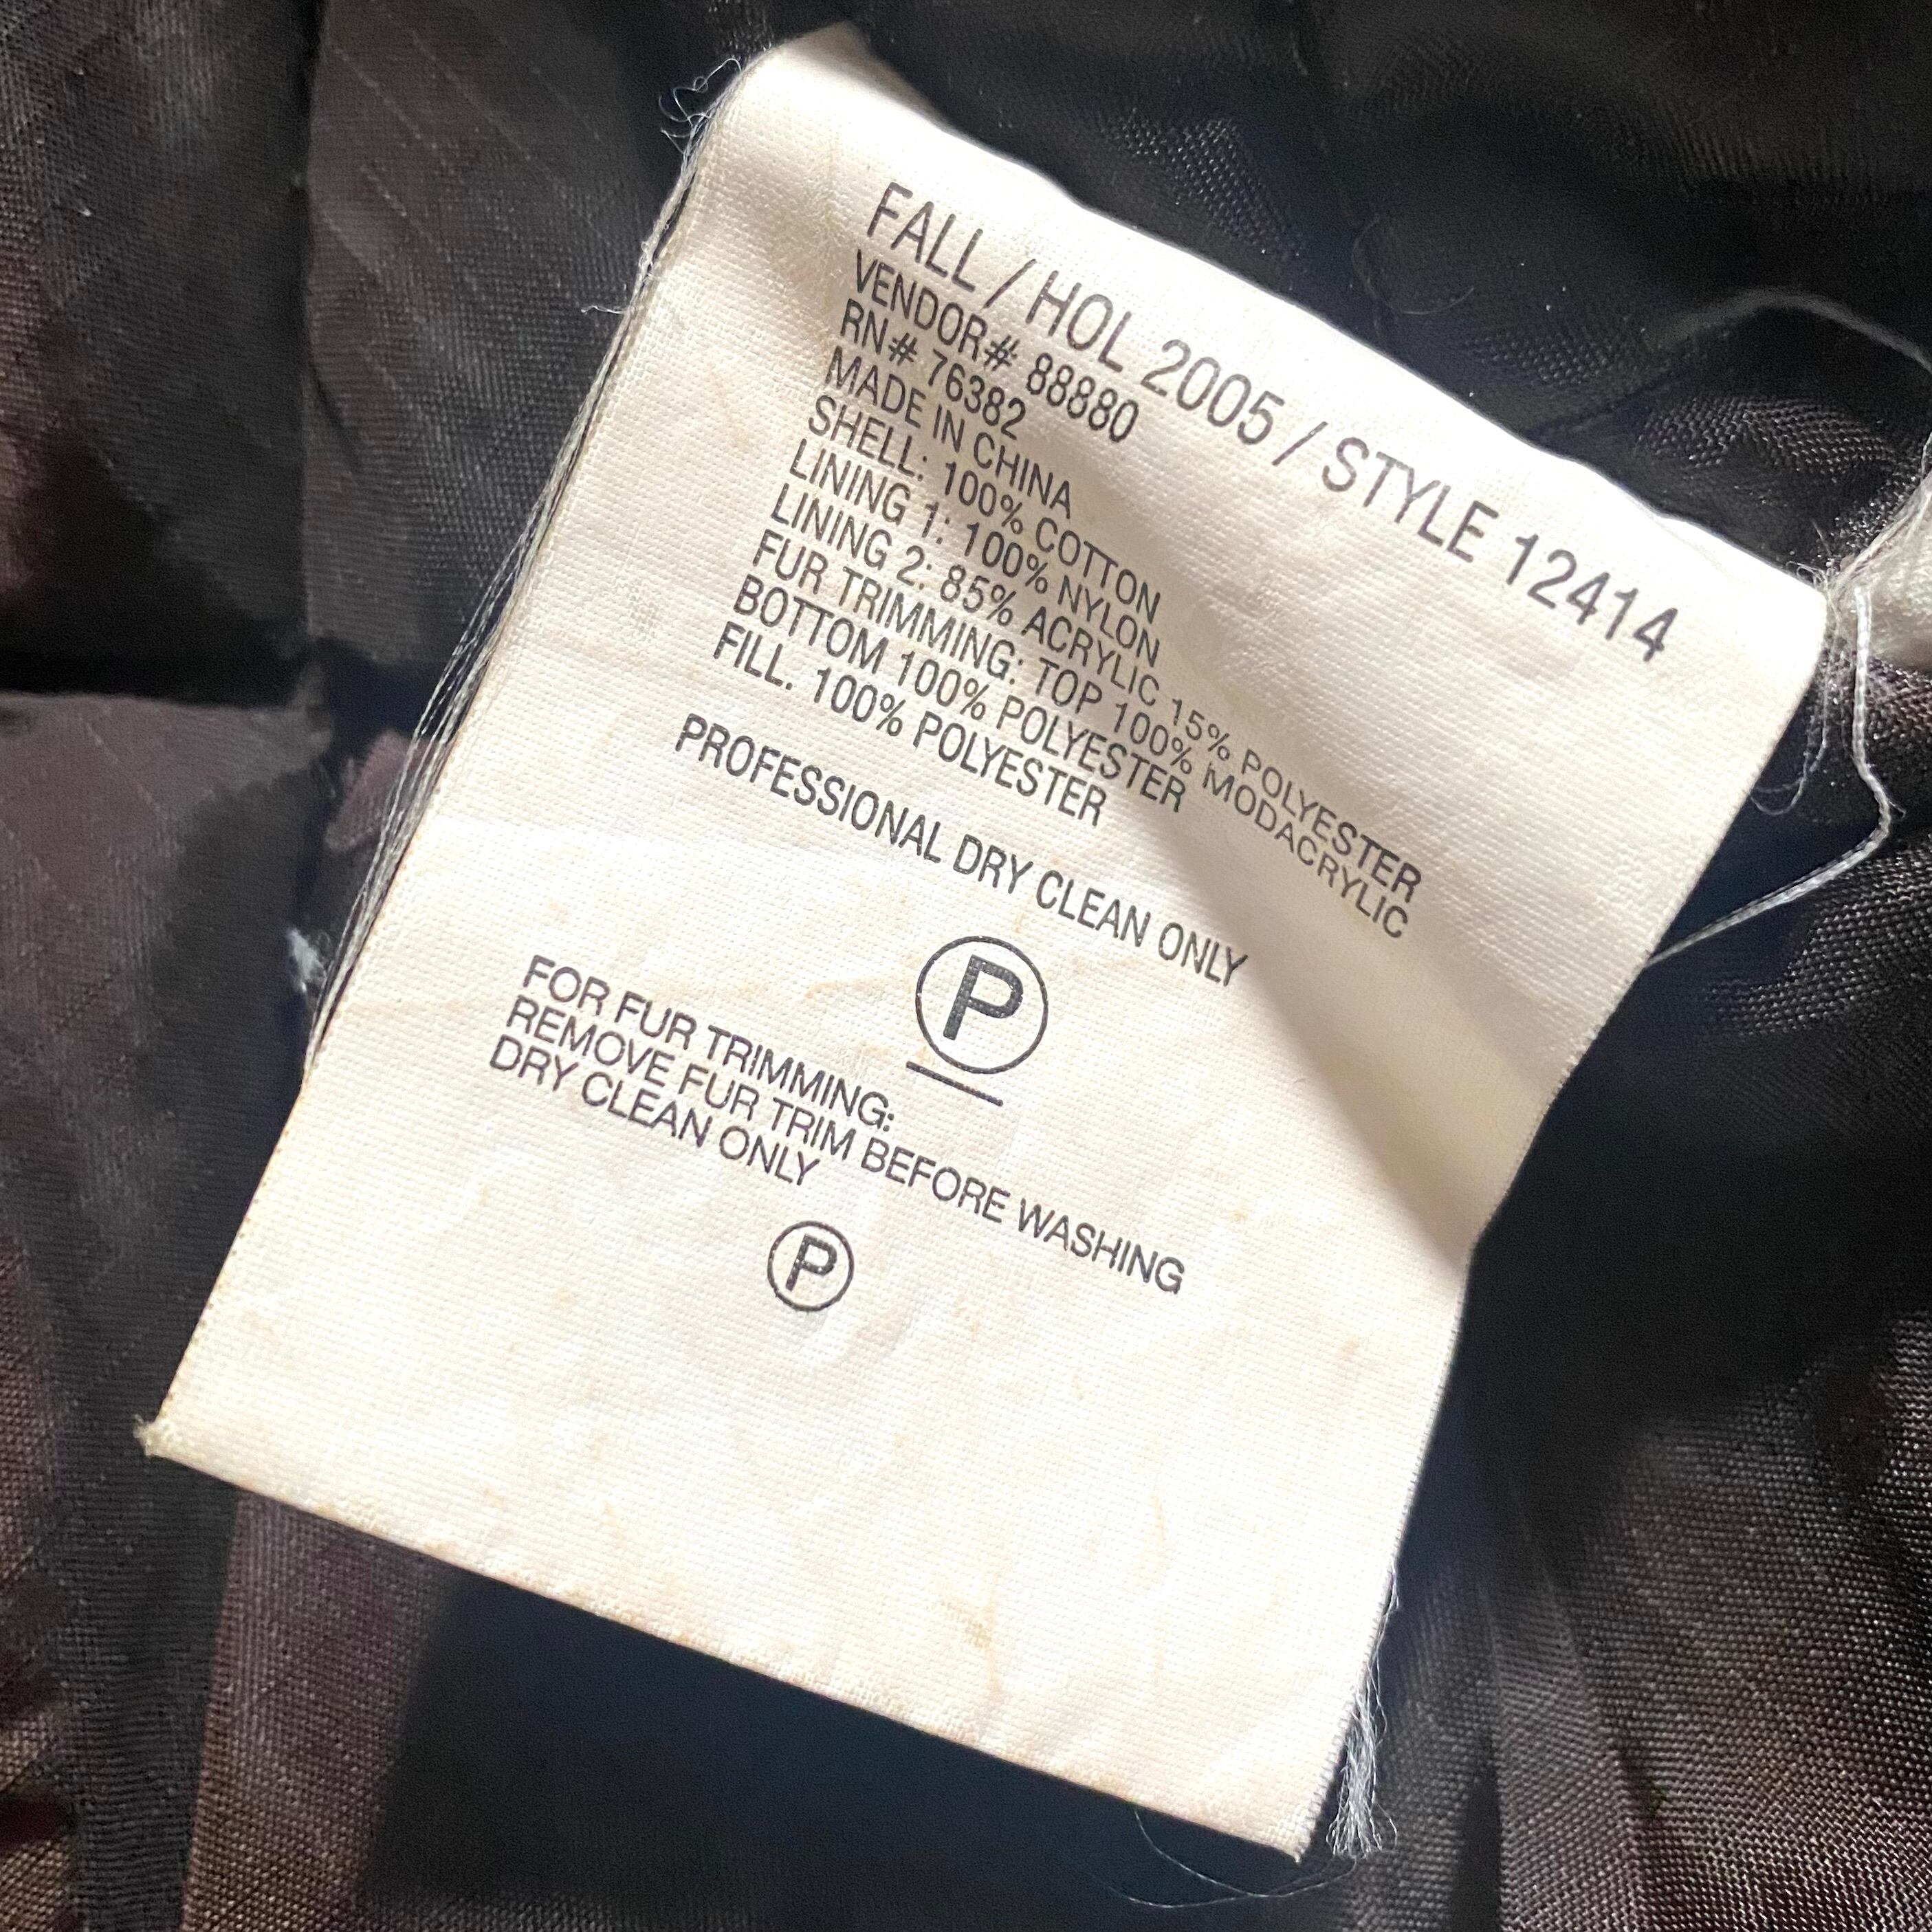 FALL / HOL 2005 / STYLE 12414
VENDOR# 88880
RN# 76382
MADE IN CHINA
SHELL: 100% COTTON
LINING 1: 100% NYLON
LINING 2: 85% ACRYLIC 15% POLYESTER
FUR TRIMMING: TOP 100% MODACRYLIC
BOTTOM 100% POLYESTER
FILL. 100% POLYESTER
PROFESSIONAL DRY CLEAN ONLY
P
FOR FUR TRIMMING:
REMOVE FUR TRIM BEFORE WASHING
DRY CLEAN ONLY
P